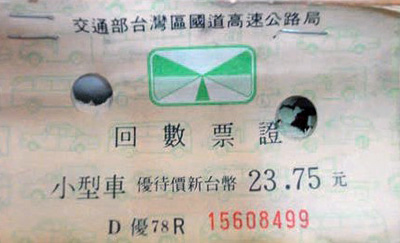 交通部台灣區國道高速公路局
回數票證
小型車 優待價新台幣 23.75 元
D 優78R 15608499